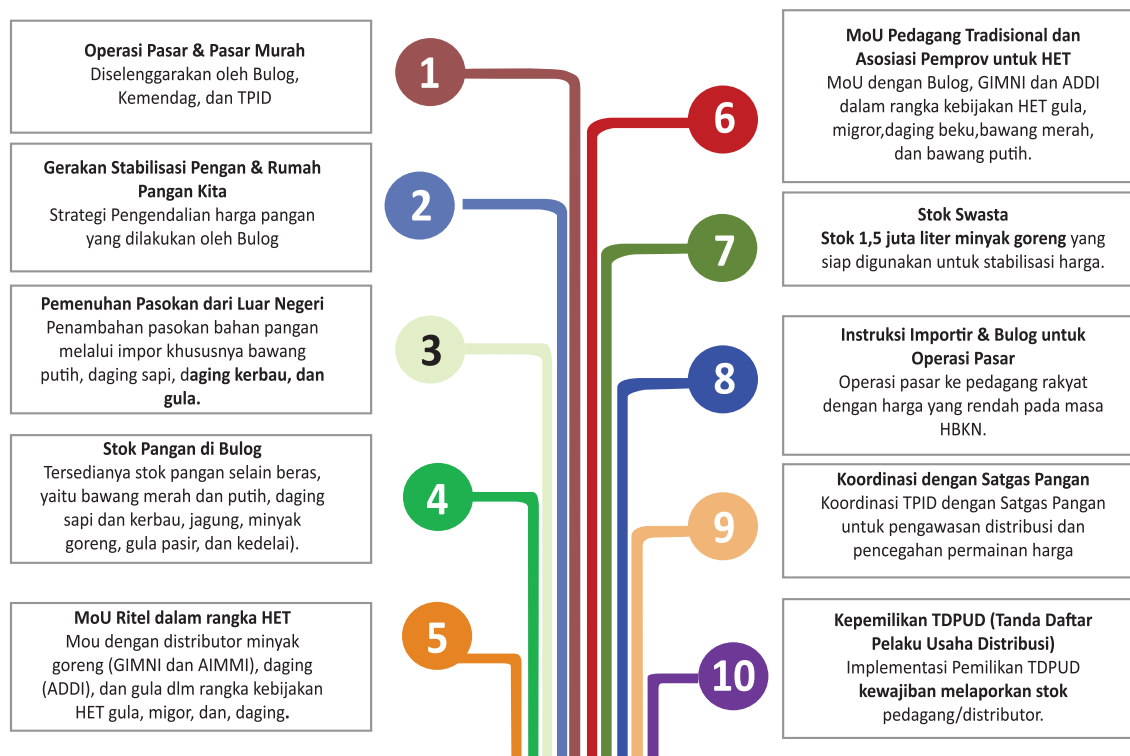 Operasi Pasar & Pasar Murah
Diselenggarakan oleh Bulog,
Kemendag, dan TPID
1
Gerakan Stabilisasi Pengan & Rumah
Pangan Kita
Strategi Pengendalian harga pangan
yang dilakukan oleh Bulog
2
Pemenuhan Pasokan dari Luar Negeri
Penambahan pasokan bahan pangan
melalui impor khususnya bawang
putih, daging sapi, daging kerbau, dan
gula.
3
Stok Pangan di Bulog
Tersedianya stok pangan selain beras,
yaitu bawang merah dan putih, daging
sapi dan kerbau, jagung, minyak
goreng, gula pasir, dan kedelai).
4
MoU Ritel dalam rangka HET
Mou dengan distributor minyak
goreng (GIMNI dan AIMMI), daging
(ADDI), dan gula dlm rangka kebijakan
HET gula, migor, dan, daging.
5
MoU Pedagang Tradisional dan
Asosiasi Pemprov untuk HET
MoU dengan Bulog, GIMNI dan ADDI
dalam rangka kebijakan HET gula,
migror,daging beku,bawang merah,
dan bawang putih.
6
Stok Swasta
Stok 1,5 juta liter minyak goreng yang
siap digunakan untuk stabilisasi harga.
7
Instruksi Importir & Bulog untuk
Operasi Pasar
Operasi pasar ke pedagang rakyat
dengan harga yang rendah pada masa
HBKN.
8
Koordinasi dengan Satgas Pangan
Koordinasi TPID dengan Satgas Pangan
untuk pengawasan distribusi dan
pencegahan permainan harga
9
Kepemilikan TDPUD (Tanda Daftar
Pelaku Usaha Distribusi)
Implementasi Pemilikan TDPUD
kewajiban melaporkan stok
pedagang/distributor.
10